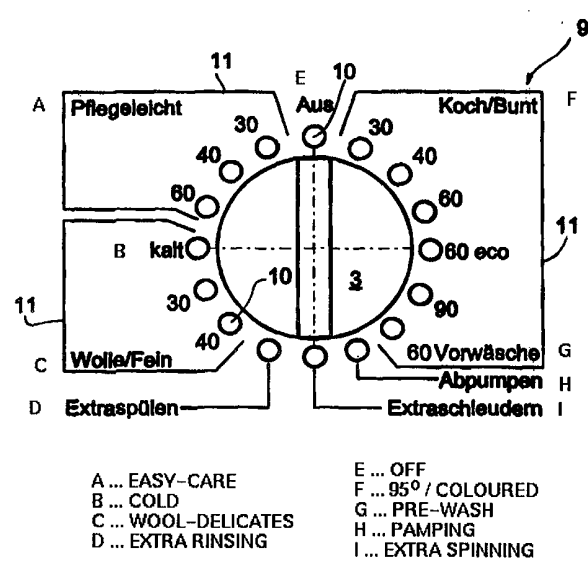 9
11 E 10
A Pflegeleicht Aus Koch/Bunt F
30 30
40 40
60 60
B kalt 60 eco 11
3
11 30 10 90
40
C Wolle/Fein 60 Vorwäsche G
Abpumpen H
D Extraspülen Extraschleudern I
A ... EASY-CARE
B ... COLD
C ... WOOL-DELICATES
D ... EXTRA RINSING
E ... OFF
F ... 95º / COLOURED
G ... PRE-WASH
H ... PAMPING
I ... EXTRA SPINNING